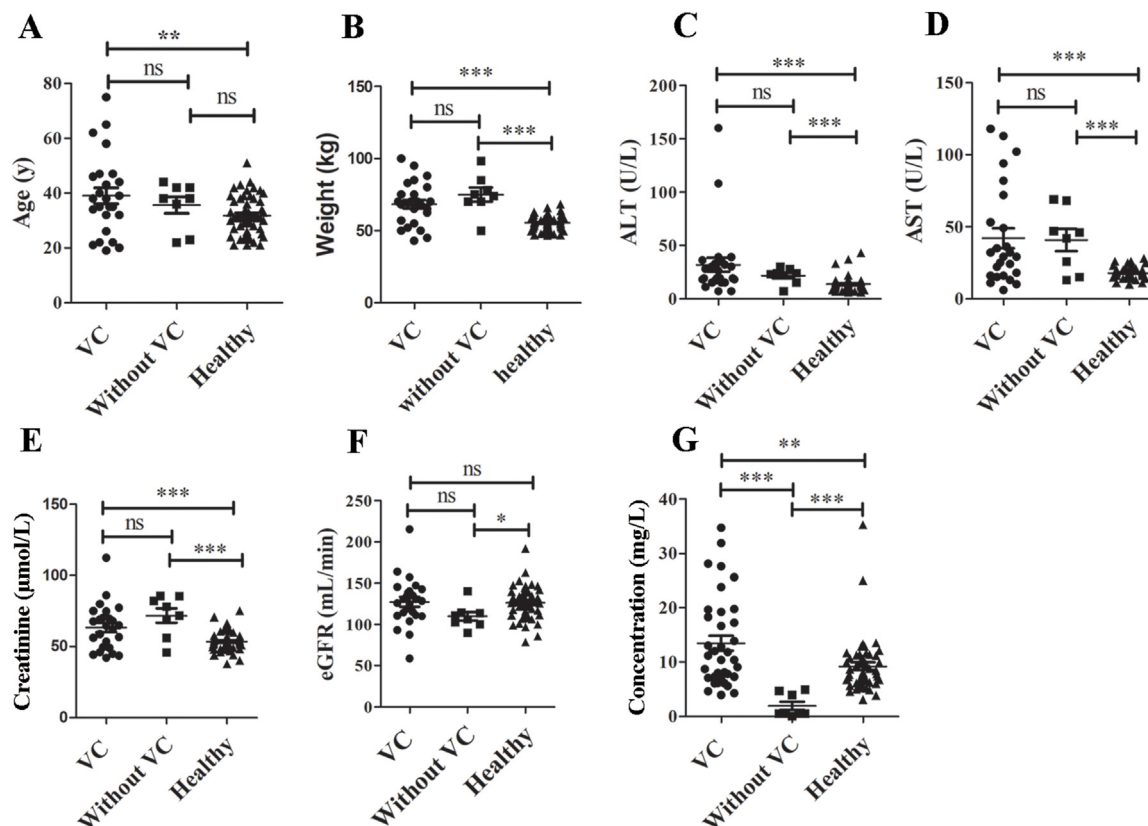 A
**
ns
ns
80
60
40
20
0
Age (y)
VC
Without VC
Healthy
B
***
ns
***
150
100
50
0
Weight (kg)
VC
without VC
healthy
C
***
ns
***
200
150
100
50
0
ALT (U/L)
VC
Without VC
Healthy
D
***
ns
***
150
100
50
0
AST (U/L)
VC
Without VC
Healthy
E
***
ns
***
150
100
50
0
Creatinine (μmol/L)
VC
Without VC
Healthy
F
ns
ns
*
250
200
150
100
50
0
eGFR (mL/min)
VC
Without VC
Healthy
G
**
***
***
40
30
20
10
0
Concentration (mg/L)
VC
Without VC
Healthy